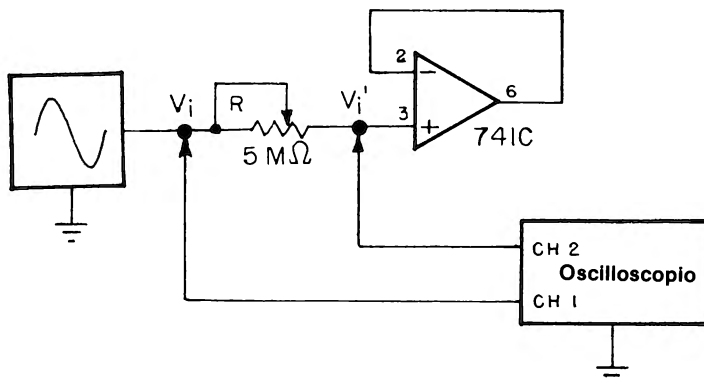 2
6
Vi
R
Vi'
3
5 MΩ
741C
−
+
CH 2
Oscilloscopio
CH 1